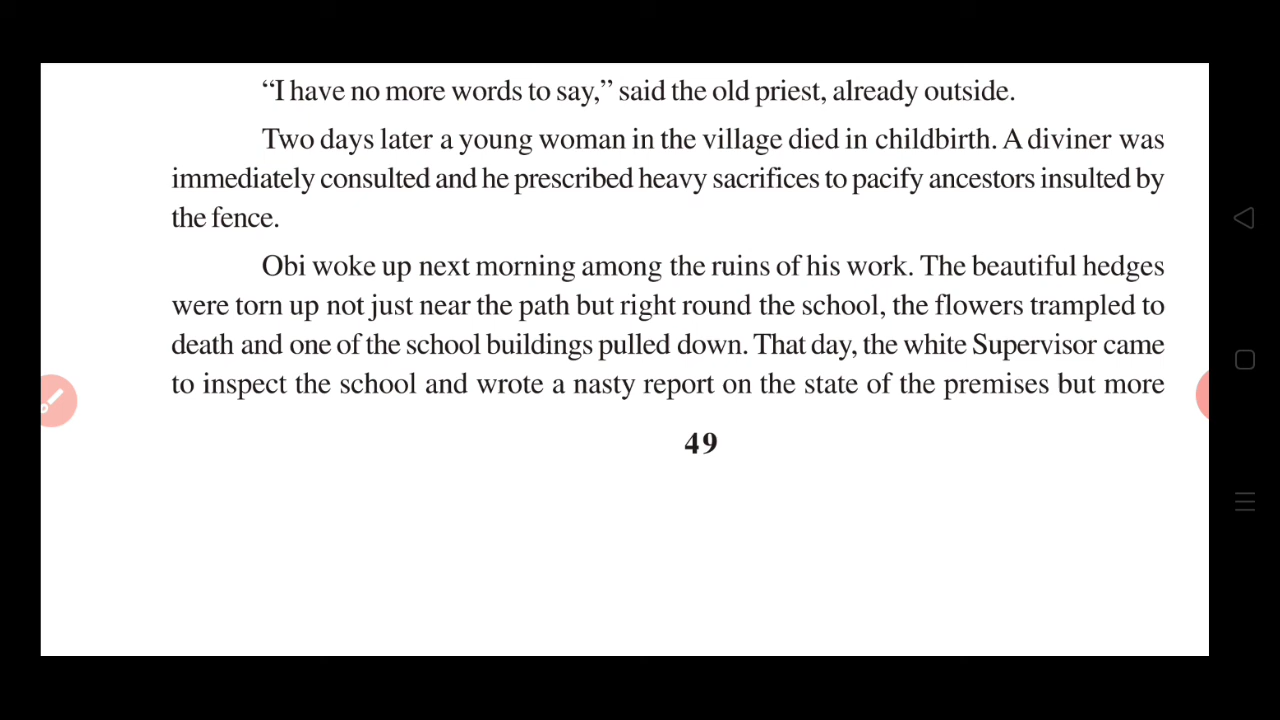 “I have no more words to say,” said the old priest, already outside.
Two days later a young woman in the village died in childbirth. A diviner was
immediately consulted and he prescribed heavy sacrifices to pacify ancestors insulted by
the fence.
Obi woke up next morning among the ruins of his work. The beautiful hedges
were torn up not just near the path but right round the school, the flowers trampled to
death and one of the school buildings pulled down. That day, the white Supervisor came
to inspect the school and wrote a nasty report on the state of the premises but more
49